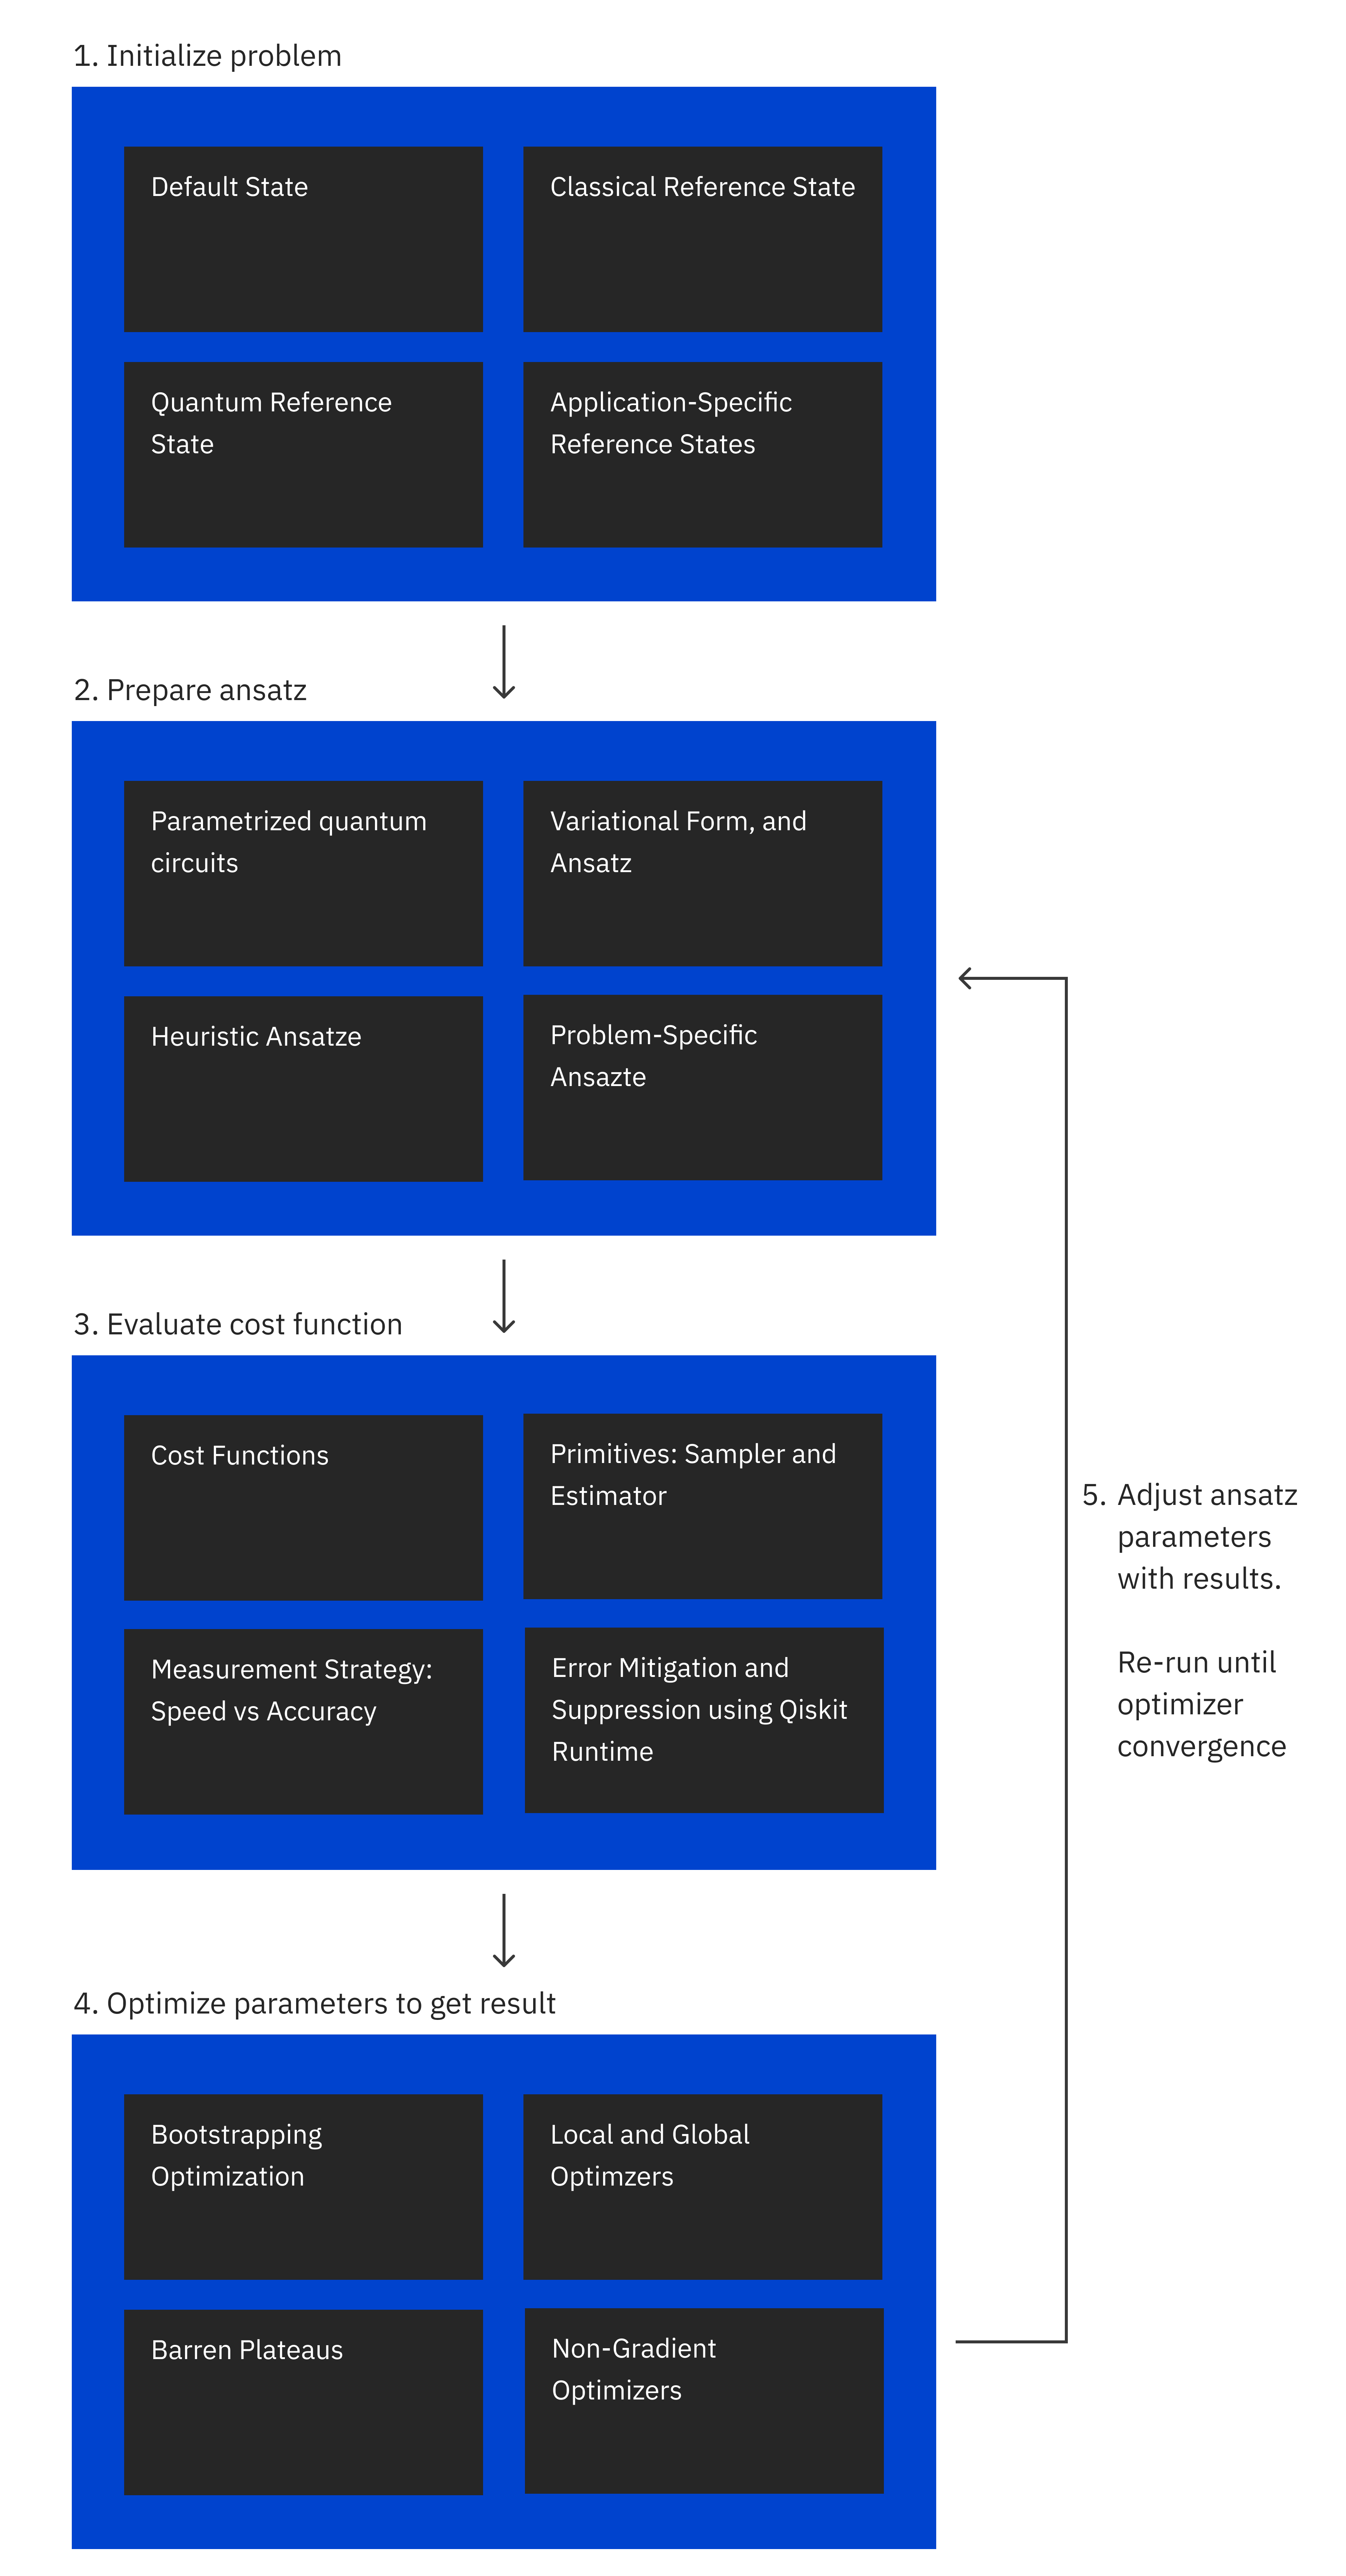 1. Initialize problem
Default State
Classical Reference State
Quantum Reference
State
Application-Specific
Reference States
2. Prepare ansatz
Parametrized quantum
circuits
Variational Form, and
Ansatz
Heuristic Ansatze
Problem-Specific
Ansazte
3. Evaluate cost function
Cost Functions
Primitives: Sampler and
Estimator
Measurement Strategy:
Speed vs Accuracy
Error Mitigation and
Suppression using Qiskit
Runtime
4. Optimize parameters to get result
Bootstrapping
Optimization
Local and Global
Optimzers
Barren Plateaus
Non-Gradient
Optimizers
5. Adjust ansatz
parameters
with results.
Re-run until
optimizer
convergence